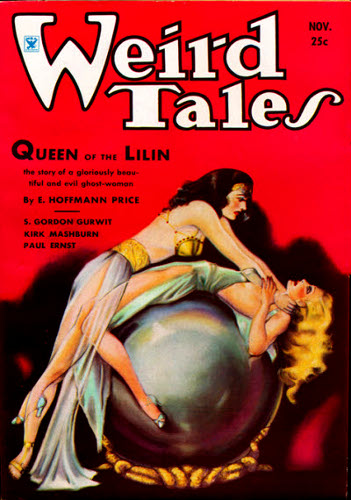 Weird
Tales
NOV.
25c
QUEEN OF THE LILIN
the story of a gloriously beau-
tiful and evil ghost-woman
By E. HOFFMANN PRICE
S. GORDON GURWIT
KIRK MASHBURN
PAUL ERNST